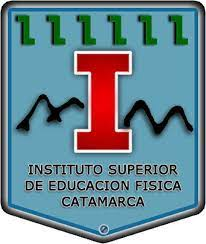 I
INSTITUTO SUPERIOR
DE EDUCACION FISICA
CATAMARCA